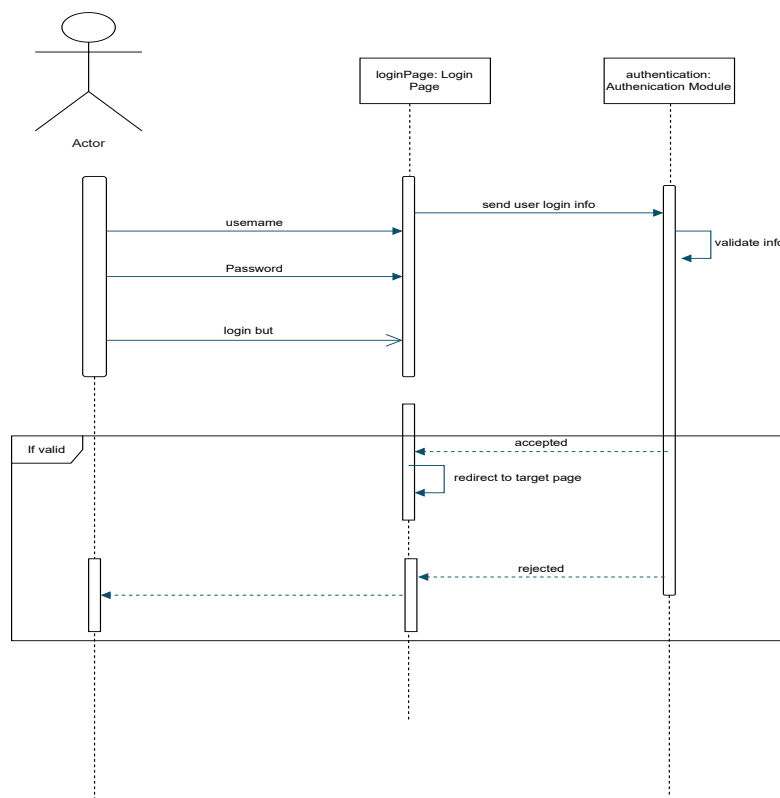 loginPage: Login
Page
authentication:
Authenication Module
Actor
send user login info
username
validate info
Password
login but
If valid
accepted
redirect to target page
rejected